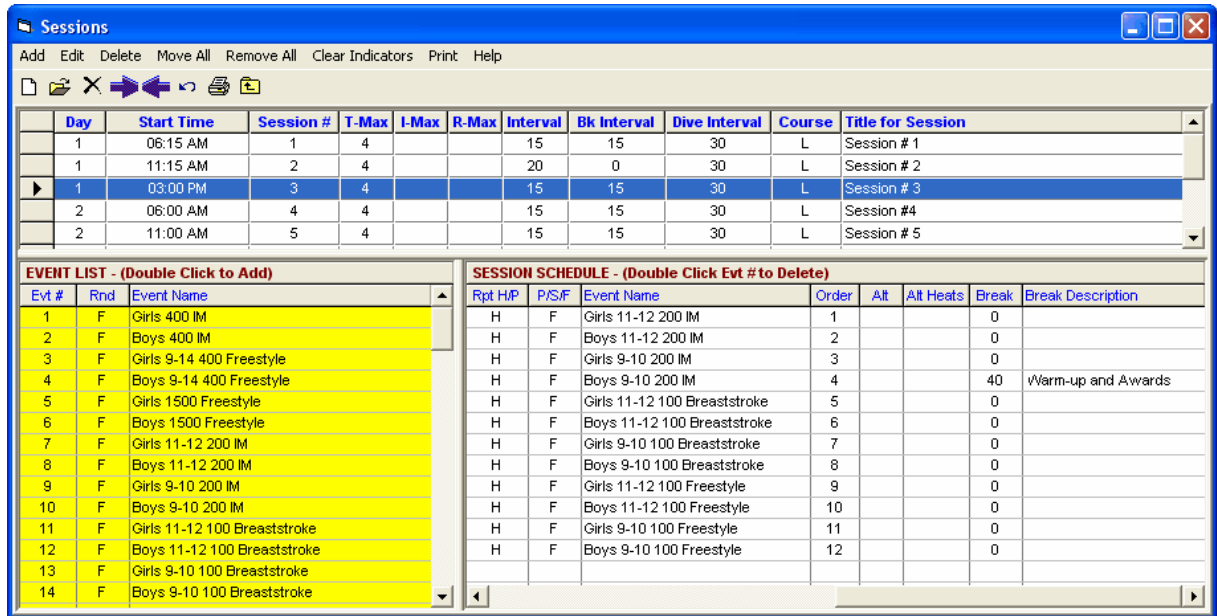 Sessions
Add Edit Delete Move All Remove All Clear Indicators Print Help
Day Start Time Session # T-Max I-Max R-Max Interval Bk Interval Dive Interval Course Title for Session
1 06:15 AM 1 4 15 15 30 L Session # 1
1 11:15 AM 2 4 20 0 30 L Session # 2
1 03:00 PM 3 4 15 15 30 L Session # 3
2 06:00 AM 4 4 15 15 30 L Session #4
2 11:00 AM 5 4 15 15 30 L Session # 5
EVENT LIST - (Double Click to Add)
Evt # Rnd Event Name
1 F Girls 400 IM
2 F Boys 400 IM
3 F Girls 9-14 400 Freestyle
4 F Boys 9-14 400 Freestyle
5 F Girls 1500 Freestyle
6 F Boys 1500 Freestyle
7 F Girls 11-12 200 IM
8 F Boys 11-12 200 IM
9 F Girls 9-10 200 IM
10 F Boys 9-10 200 IM
11 F Girls 11-12 100 Breaststroke
12 F Boys 11-12 100 Breaststroke
13 F Girls 9-10 100 Breaststroke
14 F Boys 9-10 100 Breaststroke
SESSION SCHEDULE - (Double Click Evt # to Delete)
Rpt H/P P/S/F Event Name Order Alt Alt Heats Break Break Description
H F Girls 11-12 200 IM 1 0
H F Boys 11-12 200 IM 2 0
H F Girls 9-10 200 IM 3 0
H F Boys 9-10 200 IM 4 40 Warm-up and Awards
H F Girls 11-12 100 Breaststroke 5 0
H F Boys 11-12 100 Breaststroke 6 0
H F Girls 9-10 100 Breaststroke 7 0
H F Boys 9-10 100 Breaststroke 8 0
H F Girls 11-12 100 Freestyle 9 0
H F Boys 11-12 100 Freestyle 10 0
H F Girls 9-10 100 Freestyle 11 0
H F Boys 9-10 100 Freestyle 12 0